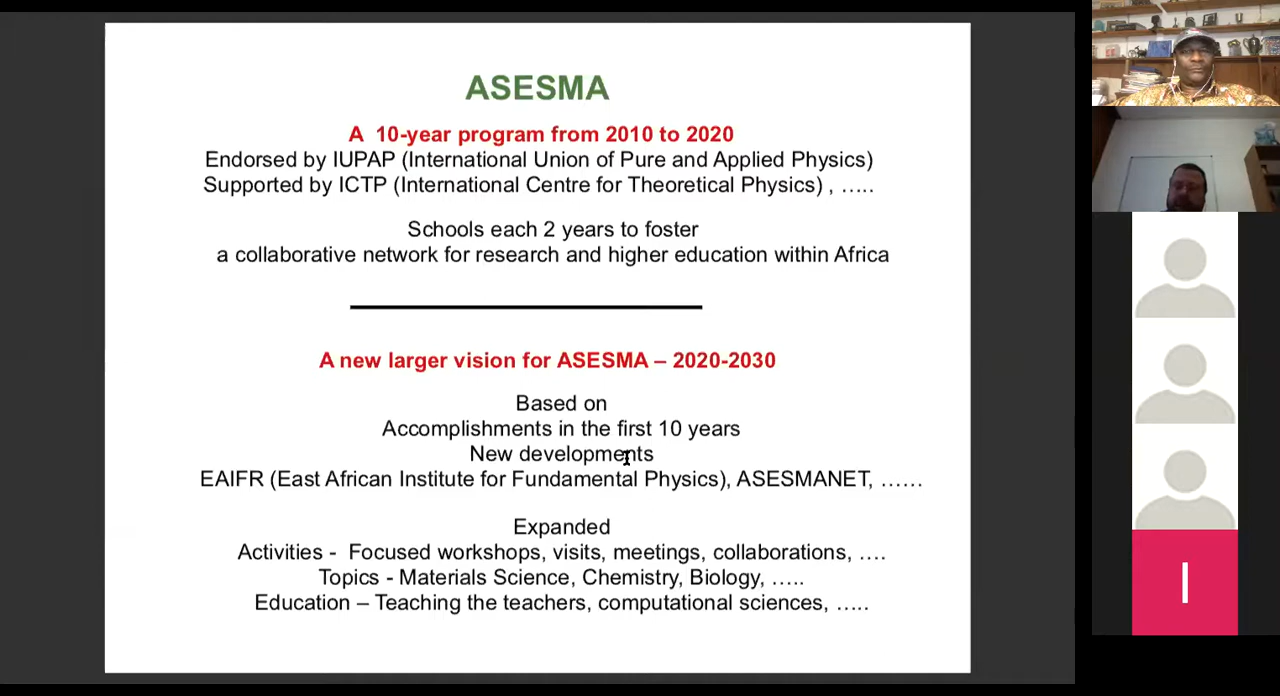 ASESMA
A 10-year program from 2010 to 2020
Endorsed by IUPAP (International Union of Pure and Applied Physics)
Supported by ICTP (International Centre for Theoretical Physics) , .....
Schools each 2 years to foster
a collaborative network for research and higher education within Africa
A new larger vision for ASESMA – 2020-2030
Based on
Accomplishments in the first 10 years
New developments
EAIFR (East African Institute for Fundamental Physics), ASESMANET, ......
Expanded
Activities - Focused workshops, visits, meetings, collaborations, ....
Topics - Materials Science, Chemistry, Biology, .....
Education – Teaching the teachers, computational sciences, .....
I